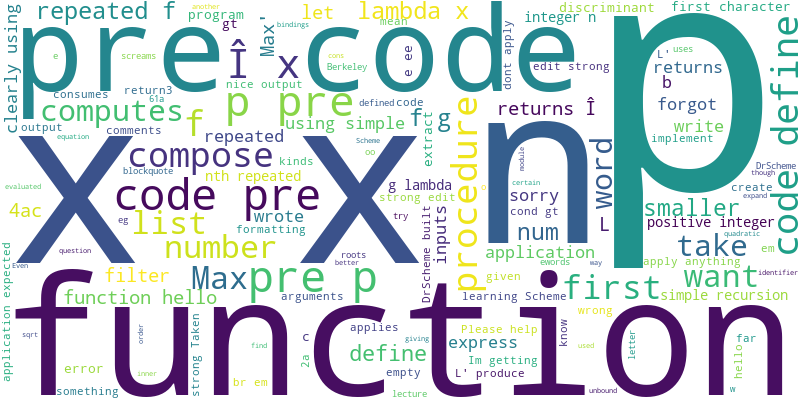 repeated f
program
let
lambda x
discriminant
first character
clearly using
pre
Î
gt
x
Max'
mean
bindings
another
code
integer n
p
define
e
screams
nice output
Berkeley
cons
e ee
dont apply
edit strong
L'
uses
returns
b
consumes
return3
61a
p pre
defined
code
computes
output
comments
f
using simple
f g
returns Î
forgot
write
equation
x
x
repeated
compose
kinds
oo
Scheme
extract
procedure
n
word
implement
DrScheme
though
nth repeated
blockquote
evaluated
code pre
g lambda
strong edit
module
certain
create
expand
o
sorry
smaller
code define
4ac
list
eg
wrote
formatting
try
cond gt
L
positive integer
number
DrScheme built
inputs
num
take
quadratic
em
application expected
Even
question
roots
better
application
ewords
way
apply anything
identifier
filter
Max
pre p
given
first
want
function hello
arguments
learning Scheme
simple recursion
function
sqrt
order
strong Taken
c
applies
Please help
know
wrong
letter
far
hello
find
2a
define
giving
express
Im getting
used
error
inner
something
br em
empty
L' produce
lecture
unbound
w